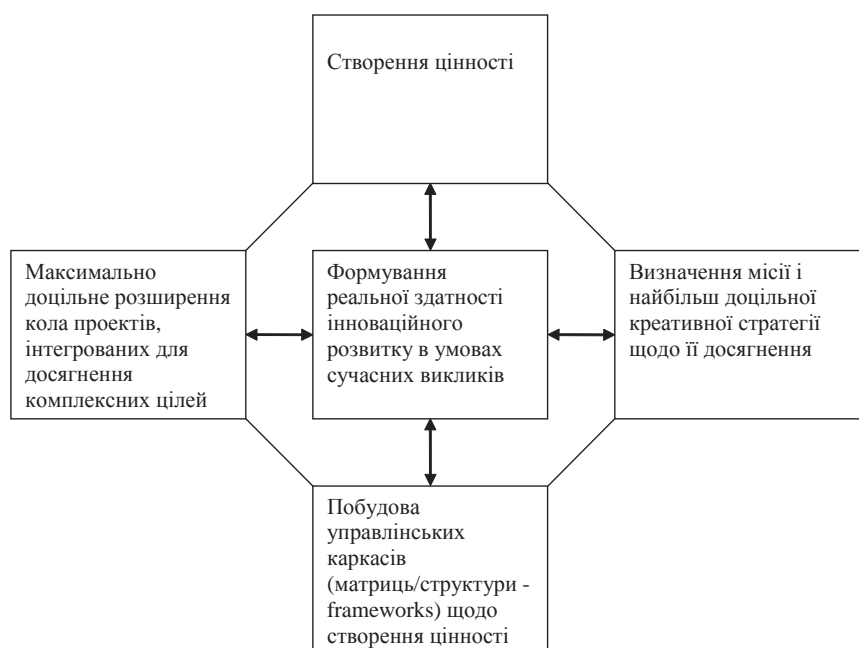 Створення цінності
Максимально
доцільне розширення
кола проектів,
інтегрованих для
досягнення
комплексних цілей
Формування
реальної здатності
інноваційного
розвитку в умовах
сучасних викликів
Визначення місії і
найбільш доцільної
креативної стратегії
щодо її досягнення
Побудова
управлінських
каркасів
(матриць/структури -
frameworks) щодо
створення цінності